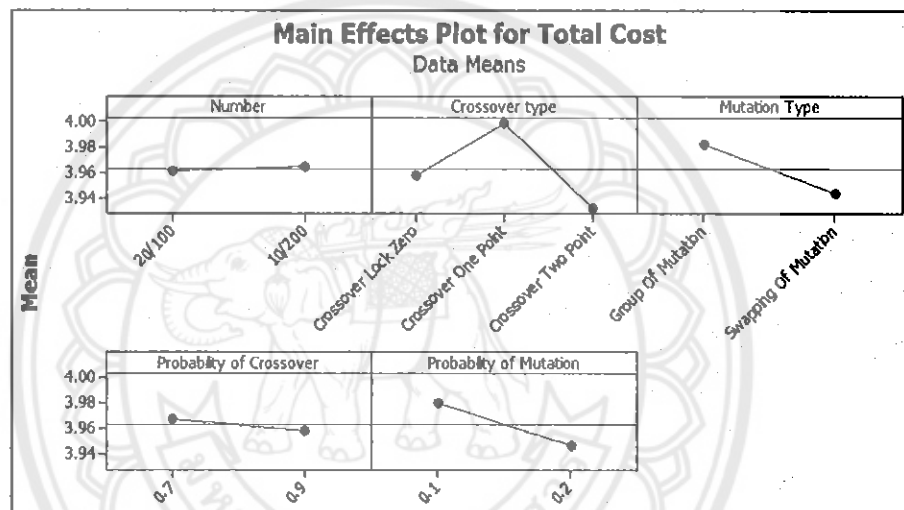 Main Effects Plot for Total Cost
Data Means
Number Crossover type Mutation Type
4.00
3.98
3.96
3.94
20/100 10/200 Crossover Lock Zero Crossover One Point Crossover Two Point Group Of Mutation Swapping Of Mutation
Mean
Probablity of Crossover Probablity of Mutation
4.00
3.98
3.96
3.94
0.7 0.9 0.1 0.2